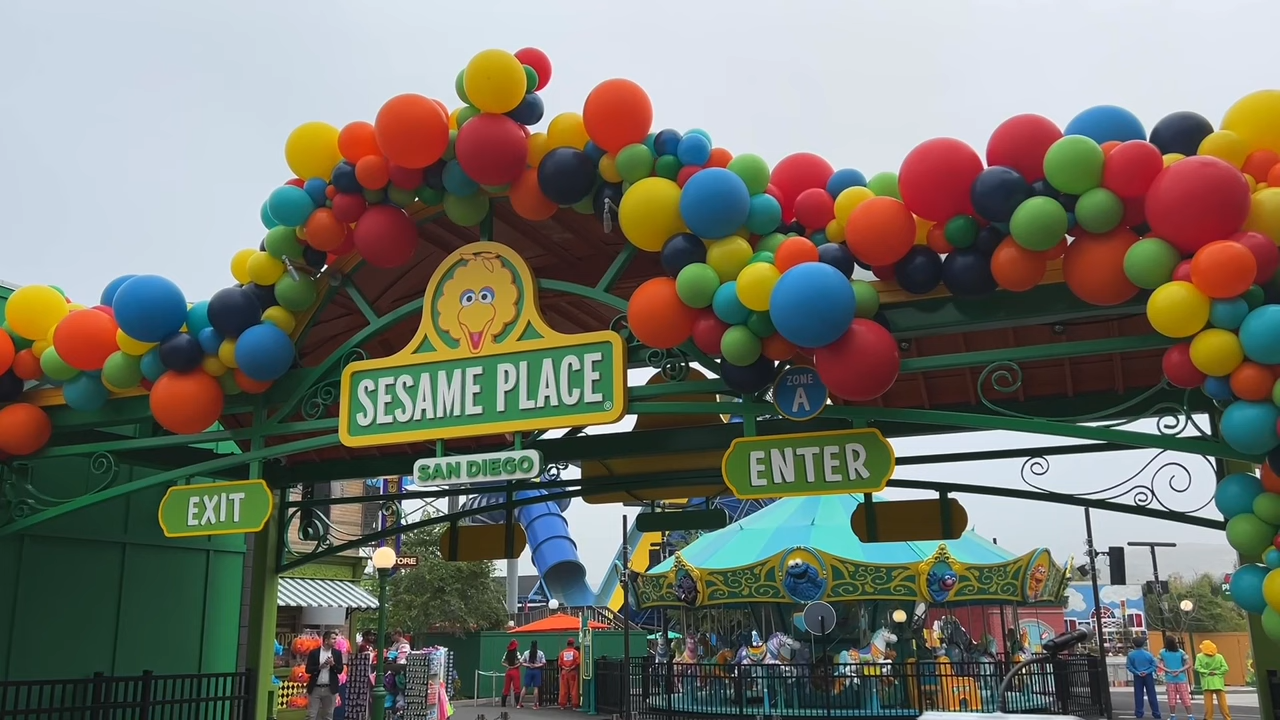 SESAME PLACE®
SAN DIEGO
EXIT
ZONE
A
ENTER